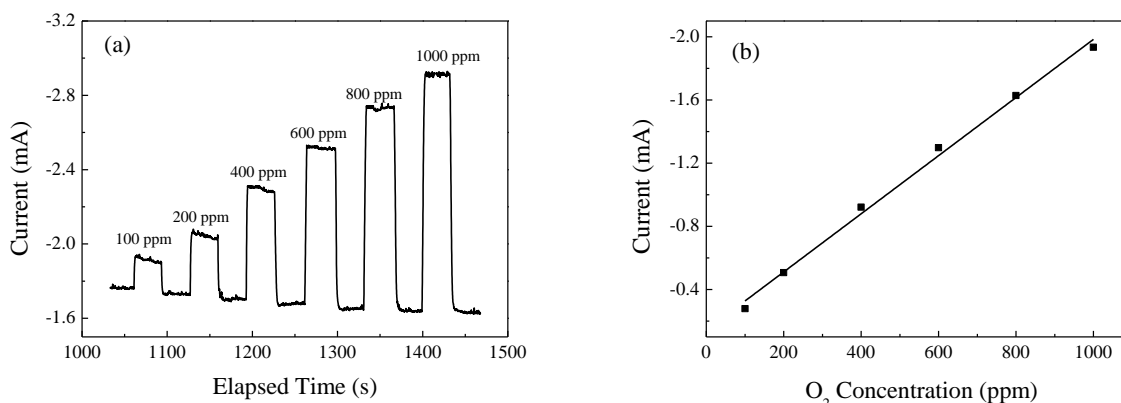 (a)
Current (mA)
-3.2
-2.8
-2.4
-2.0
-1.6
100 ppm
200 ppm
400 ppm
600 ppm
800 ppm
1000 ppm
1000 1100 1200 1300 1400 1500
Elapsed Time (s)
(b)
Current (mA)
-2.0
-1.6
-1.2
-0.8
-0.4
0 200 400 600 800 1000
O₂ Concentration (ppm)